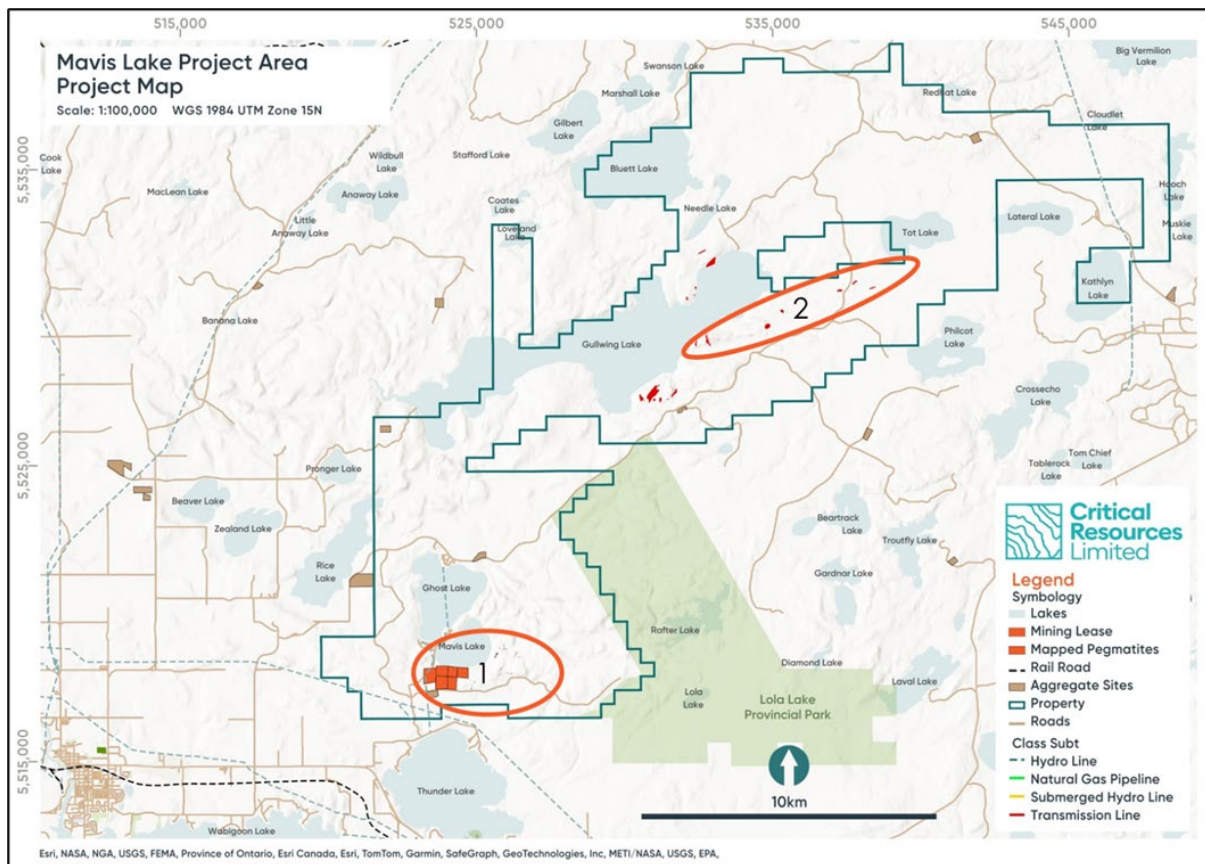 515,000
525,000
535,000
545,000
Mavis Lake Project Area
Project Map
Scale: 1:100,000 WGS 1984 UTM Zone 15N
5,535,000
5,525,000
5,515,000
Swanson Lake
Big Vermilion
Lake
Marshall Lake
Redhat Lake
Gilbert
Lake
Cloudlet
Lake
Cook
Lake
Wildbull
Lake
Stafford Lake
Bluett Lake
MacLean Lake
Anaway Lake
Hooch Lake
Coates
Lake
Needle Lake
Lateral Lake
Muskie
Lake
Little
Anaway Lake
Loveland
Lake
Tot Lake
Kathlyn
Lake
2
Banana Lake
Gullwing Lake
Philcot
Lake
Crossecho
Lake
Tom Chief
Lake
Tablerock
Lake
Pronger Lake
Beaver Lake
Zealand Lake
Beartrack
Lake
Troutfly Lake
Rice
Lake
Gardnar Lake
Ghost Lake
Rafter Lake
Mavis Lake
1
Diamond Lake
Laval Lake
Lola
Lake
Lola Lake
Provincial Park
Thunder Lake
Wabigoon Lake
10km
Critical
Resources
Limited
Legend
Symbology
Lakes
Mining Lease
Mapped Pegmatites
Rail Road
Aggregate Sites
Property
Roads
Class Subt
Hydro Line
Natural Gas Pipeline
Submerged Hydro Line
Transmission Line
Esri, NASA, NGA, USGS, FEMA, Province of Ontario, Esri Canada, Esri, TomTom, Garmin, SafeGraph, GeoTechnologies, Inc, METI/NASA, USGS, EPA,